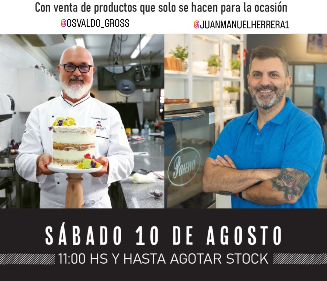 Con venta de productos que solo se hacen para la ocasión
@OSVALDO_GROSS
@JUANMANUELHERRERA1
SÁBADO 10 DE AGOSTO
11:00 HS Y HASTA AGOTAR STOCK